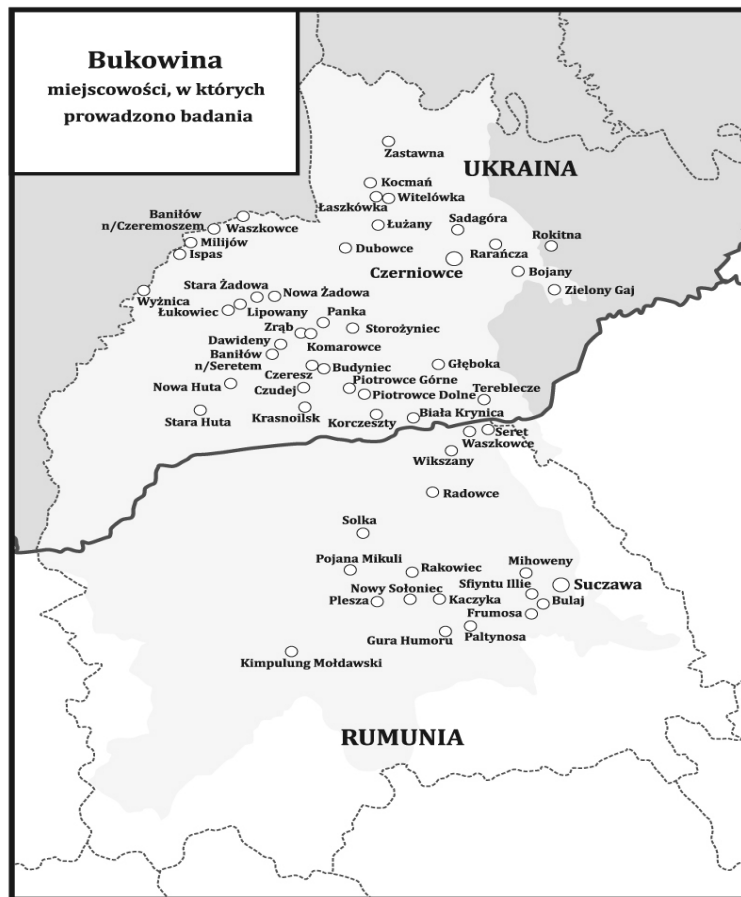 Bukowina
miejscowości, w których
prowadzono badania
Zastawna
UKRAINA
Kocmań
Łaszkówka
Witelówka
Łużany
Sadagóra
Baniłów
n/Czeremoszem
Waszkowce
Milijów
Ispas
Dubowce
Rarańcza
Rokitna
Czerniowce
Bojany
Zielony Gaj
Wyżnica
Stara Żadowa
Nowa Żadowa
Łukowiec
Lipowany
Panka
Zrąb
Storożyniec
Dawideny
Komarowce
Baniłów
n/Seretem
Czeresz
Budyniec
Głęboka
Nowa Huta
Czudej
Piotrowce Górne
Piotrowce Dolne
Tereblecze
Stara Huta
Krasnoilsk
Korczeszty
Biała Krynica
Seret
Waszkowce
Wikszany
Radowce
Solka
Pojana Mikuli
Rakowiec
Mihoweny
Nowy Sołoniec
Sfiyntu Illie
Suczawa
Plesza
Kaczyka
Bulaj
Frumosa
Gura Humoru
Paltynosa
Kimpulung Mołdawski
RUMUNIA